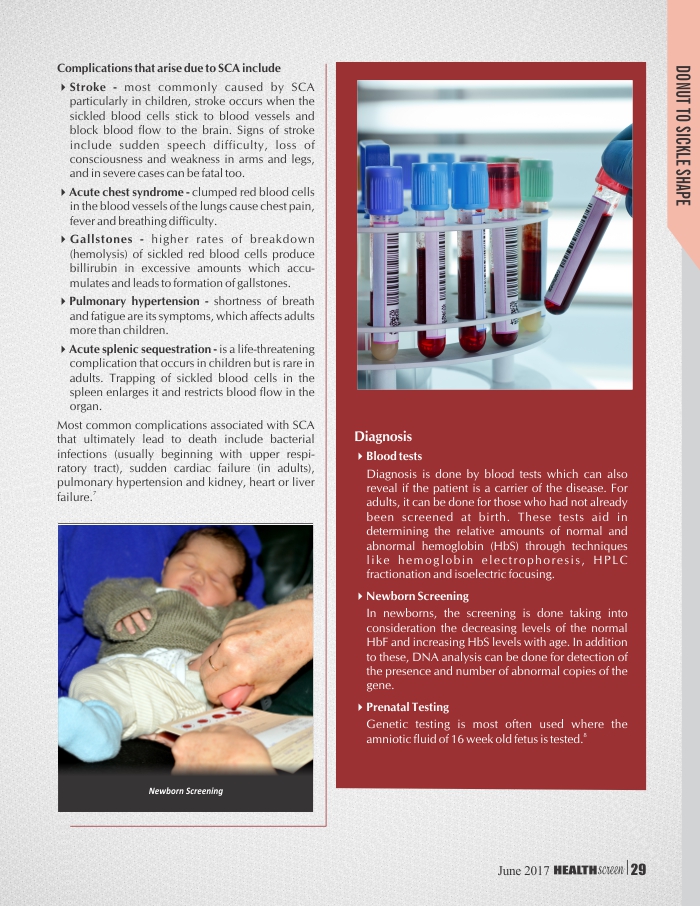 Complications that arise due to SCA include
Stroke - most commonly caused by SCA
particularly in children, stroke occurs when the
sickled blood cells stick to blood vessels and
block blood flow to the brain. Signs of stroke
include sudden speech difficulty, loss of
consciousness and weakness in arms and legs,
and in severe cases can be fatal too.
Acute chest syndrome - clumped red blood cells
in the blood vessels of the lungs cause chest pain,
fever and breathing difficulty.
Gallstones - higher rates of breakdown
(hemolysis) of sickled red blood cells produce
billirubin in excessive amounts which accu-
mulates and leads to formation of gallstones.
Pulmonary hypertension - shortness of breath
and fatigue are its symptoms, which affects adults
more than children.
Acute splenic sequestration - is a life-threatening
complication that occurs in children but is rare in
adults. Trapping of sickled blood cells in the
spleen enlarges it and restricts blood flow in the
organ.
Most common complications associated with SCA
that ultimately lead to death include bacterial
infections (usually beginning with upper respi-
ratory tract), sudden cardiac failure (in adults),
pulmonary hypertension and kidney, heart or liver
failure.7
Newborn Screening
Diagnosis
Blood tests
Diagnosis is done by blood tests which can also
reveal if the patient is a carrier of the disease. For
adults, it can be done for those who had not already
been screened at birth. These tests aid in
determining the relative amounts of normal and
abnormal hemoglobin (HbS) through techniques
like hemoglobin electrophoresis, HPLC
fractionation and isoelectric focusing.
Newborn Screening
In newborns, the screening is done taking into
consideration the decreasing levels of the normal
HbF and increasing HbS levels with age. In addition
to these, DNA analysis can be done for detection of
the presence and number of abnormal copies of the
gene.
Prenatal Testing
Genetic testing is most often used where the
amniotic fluid of 16 week old fetus is tested.8
DONUT TO SICKLE SHAPE
June 2017 HEALTHscreen 29